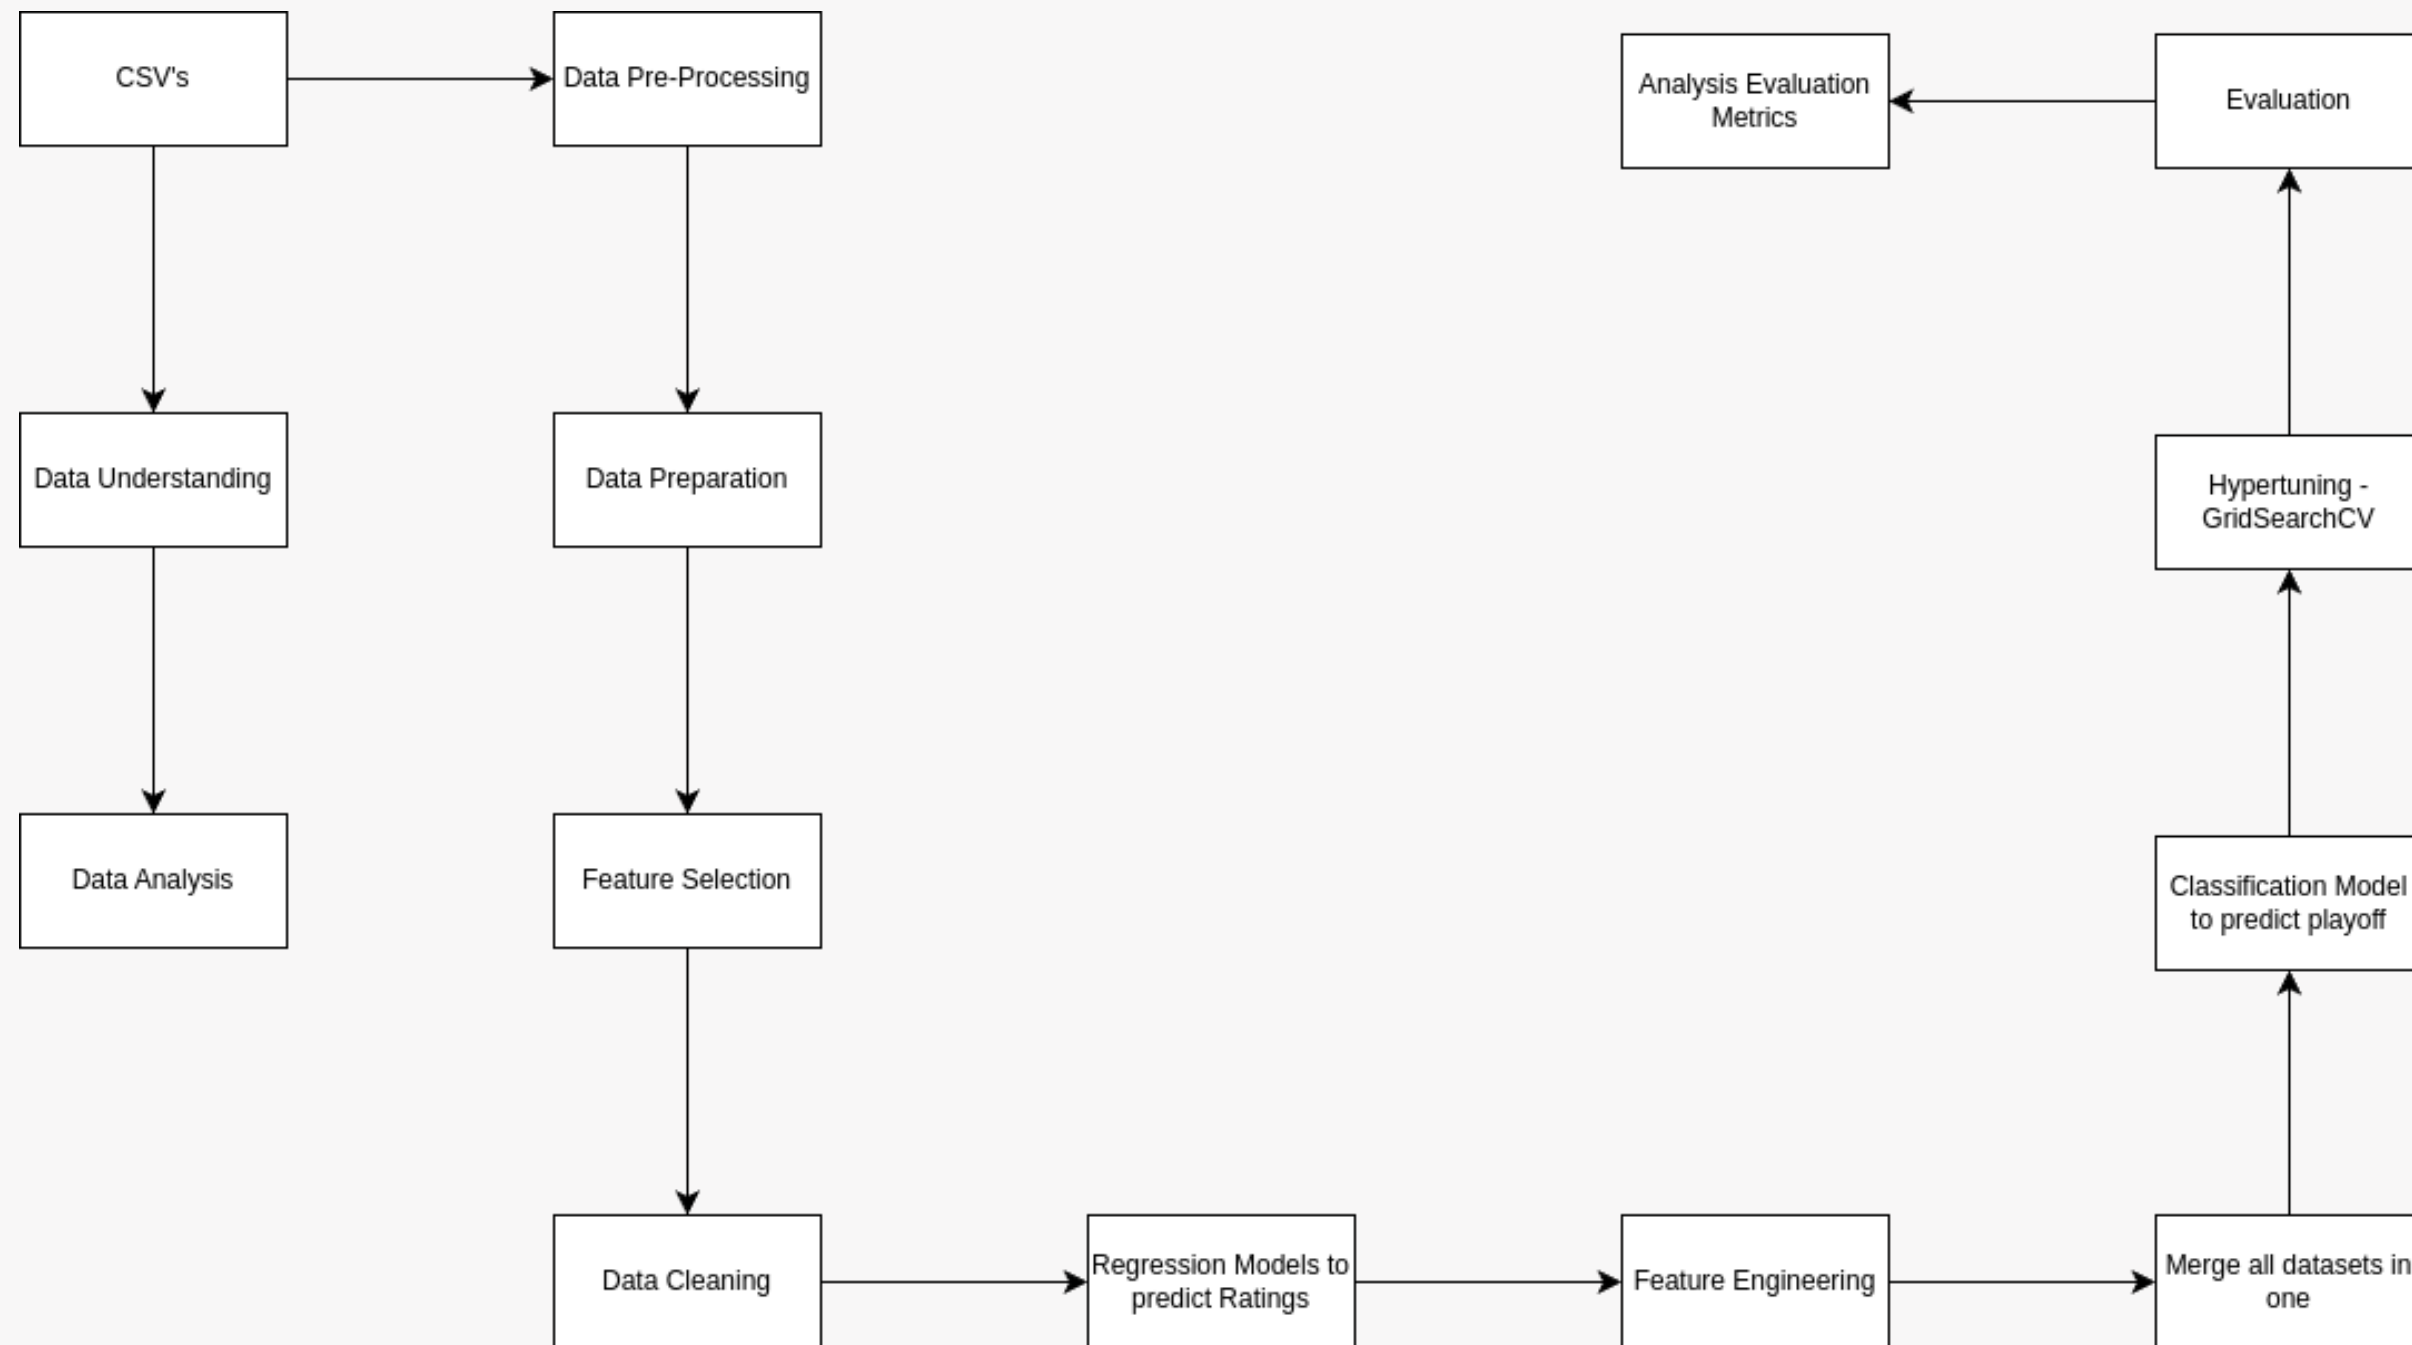 CSV's
Data Pre-Processing
Analysis Evaluation
Metrics
Evaluation
Data Understanding
Data Preparation
Hypertuning -
GridSearchCV
Data Analysis
Feature Selection
Classification Model
to predict playoff
Data Cleaning
Regression Models to
predict Ratings
Feature Engineering
Merge all datasets in
one